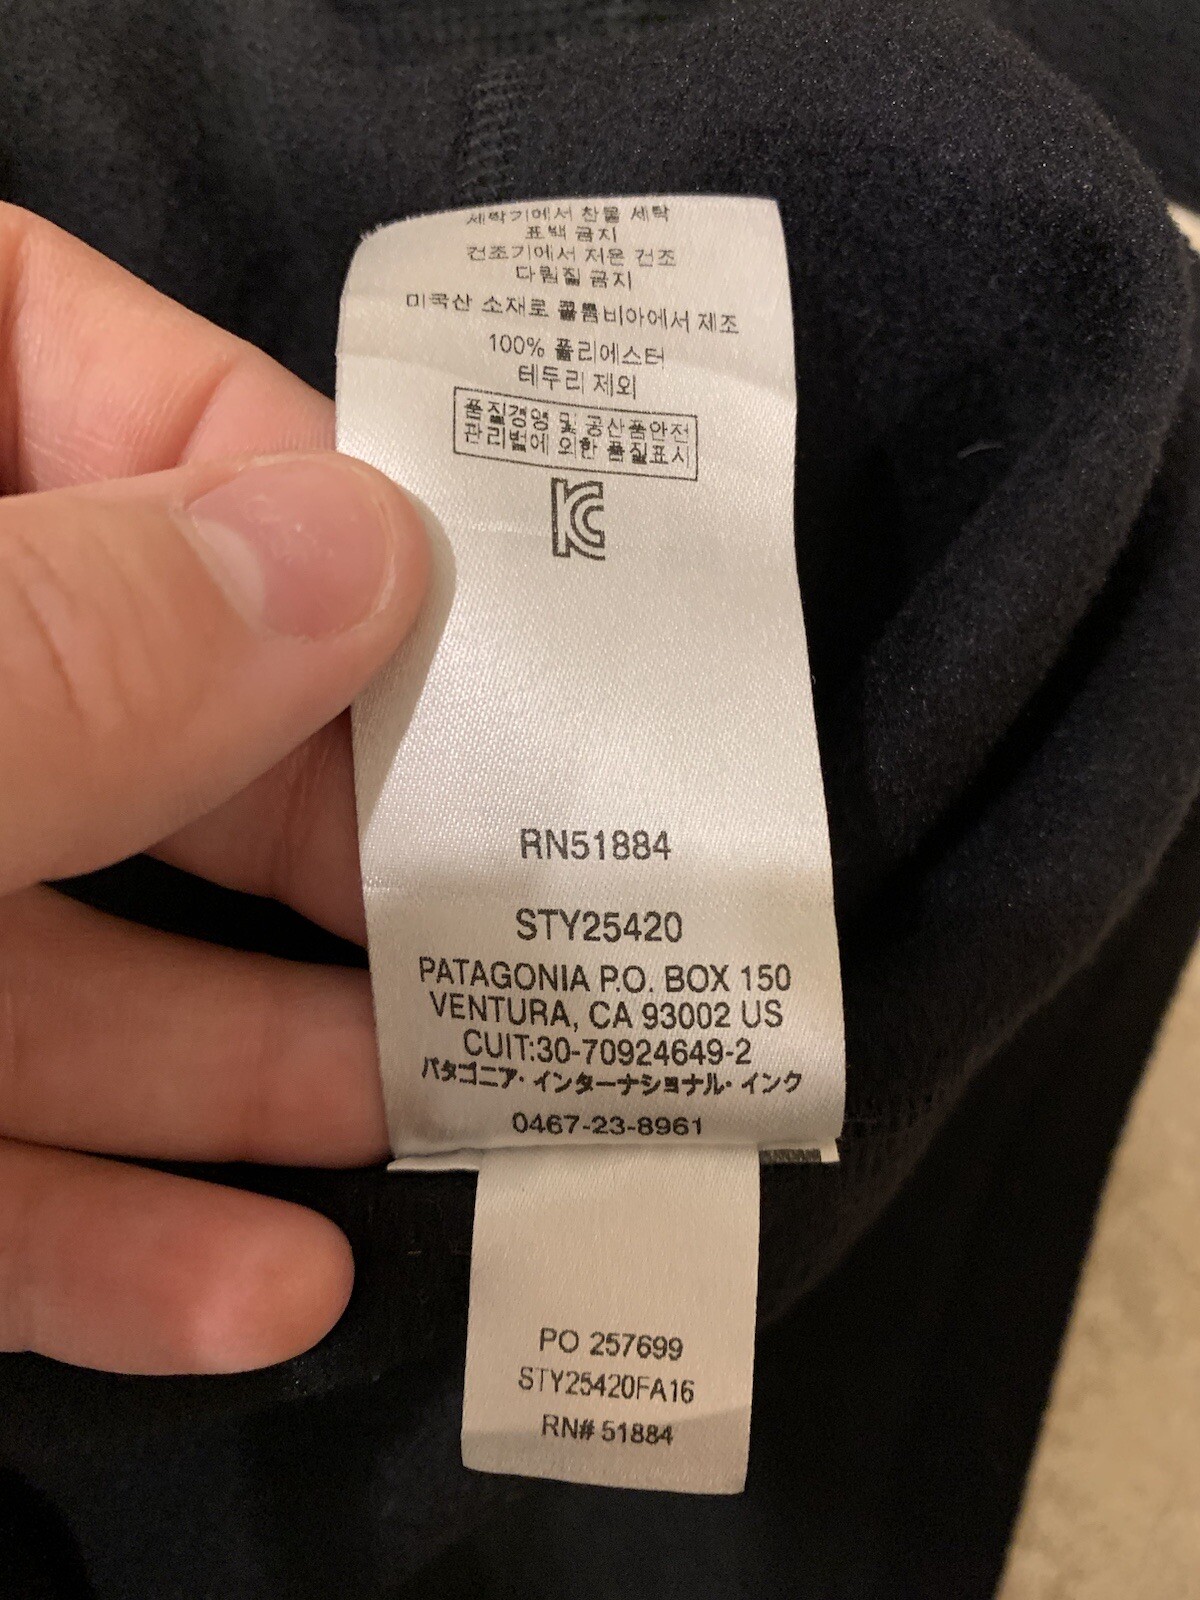 세탁기에서 찬물 세탁
표백 금지
건조기에서 저온 건조
다림질 금지
미국산 소재로 콜롬비아에서 제조
100% 폴리에스터
테두리 제외
품질경영 및 공산품안전
관리법에 의한 품질표시
RN51884
STY25420
PATAGONIA P.O. BOX 150
VENTURA, CA 93002 US
CUIT:30-70924649-2
パタゴニア・インターナショナル・インク
0467-23-8961
PO 257699
STY25420FA16
RN# 51884